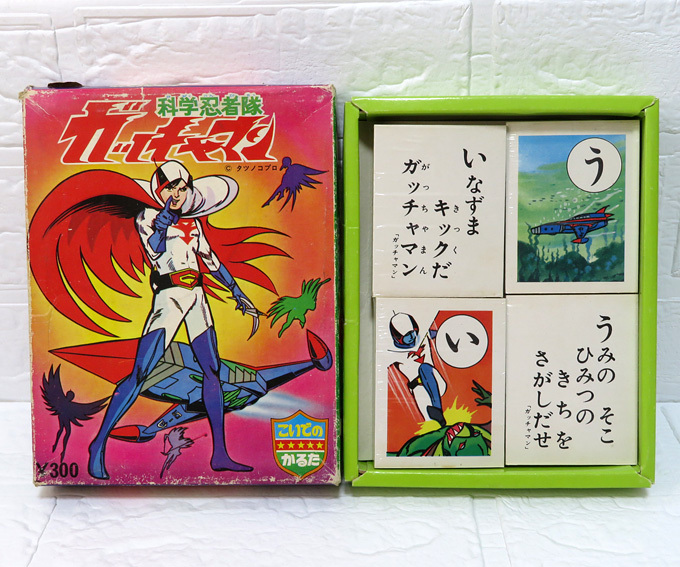 科学忍者隊
ガッチャマン
© タツノコプロ
こいでの
かるた
¥300
いなずま
キックだ
きっく
ガッチャマン
がっちゃまん
「ガッチャマン」
う
い
うみの そこ
ひみつの
きちを
さがしだせ
「ガッチャマン」